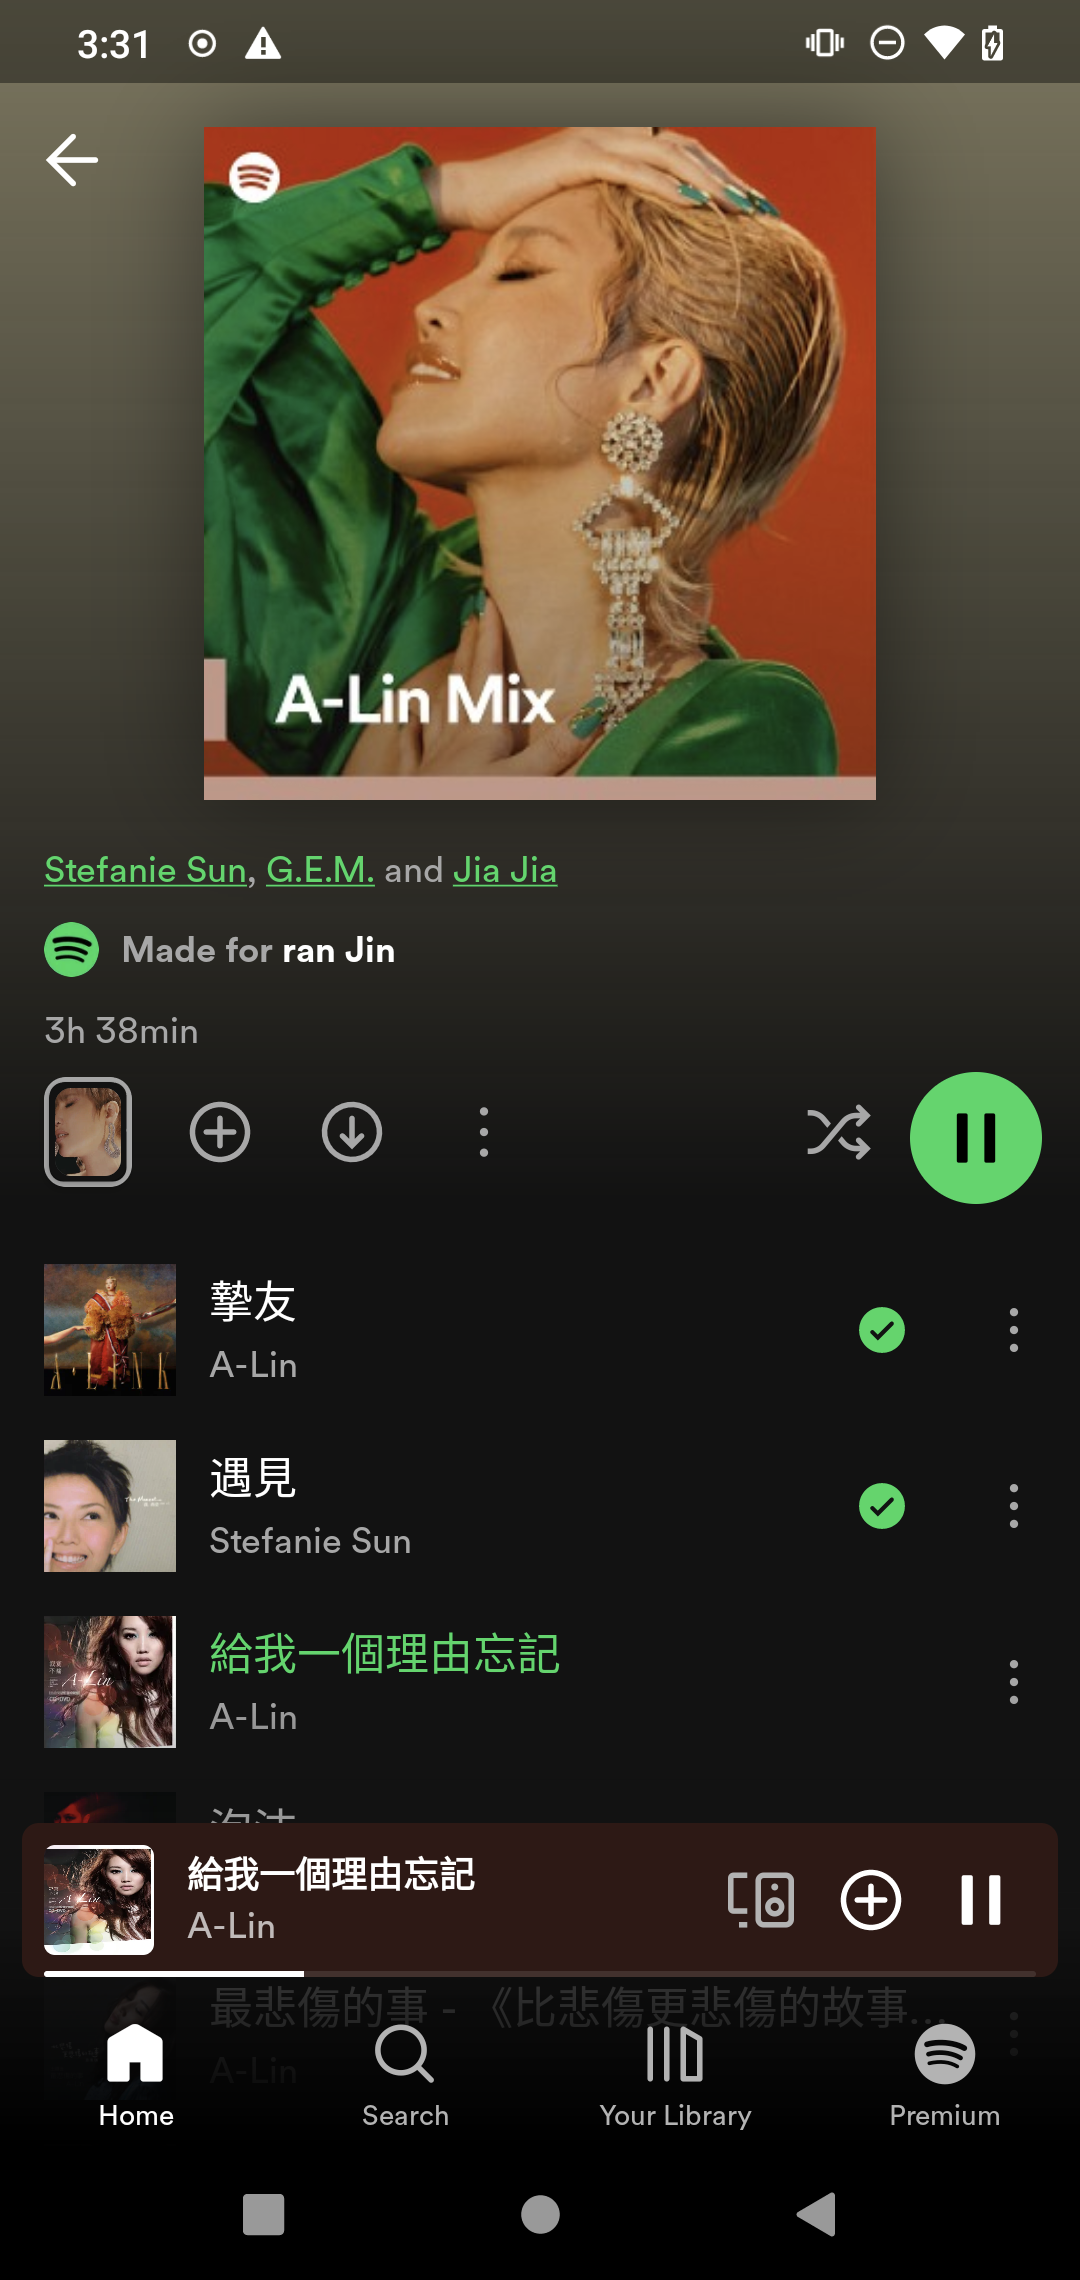 3:31
A-Lin Mix
Stefanie Sun, G.E.M. and Jia Jia
Made for ran Jin
3h 38min
摯友
A-Lin
A'LINK
遇見
Stefanie Sun
給我一個理由忘記
A-Lin
A-Lin
給我一個理由忘記
A-Lin
最悲傷的事 - 《比悲傷更悲傷的故事...
A-Lin
Home
Search
Your Library
Premium